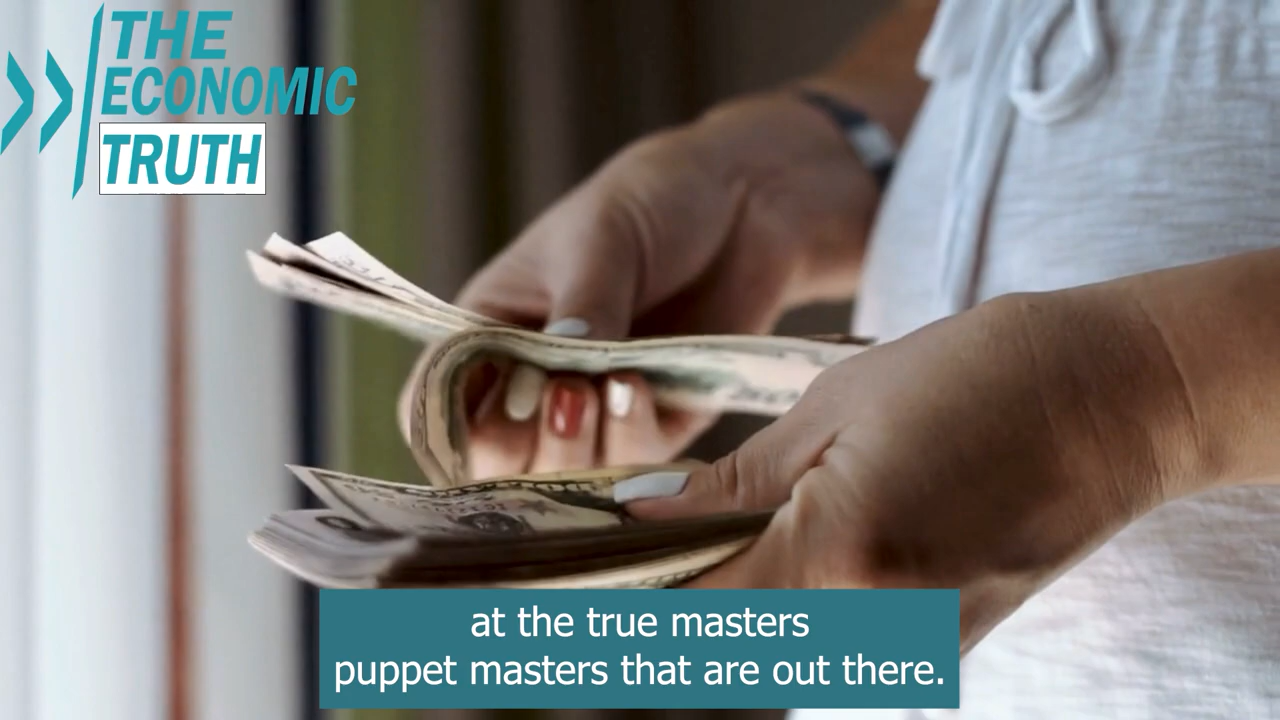 THE
ECONOMIC
TRUTH
at the true masters
puppet masters that are out there.